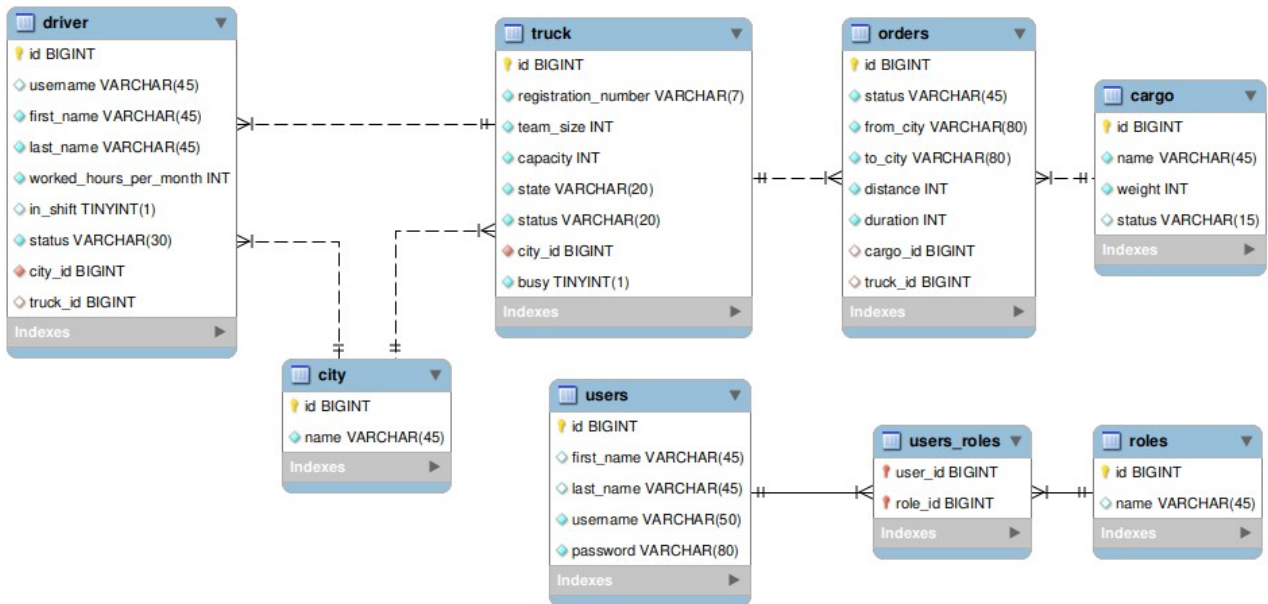 driver
id BIGINT
username VARCHAR(45)
first_name VARCHAR(45)
last_name VARCHAR(45)
worked_hours_per_month INT
in_shift TINYINT(1)
status VARCHAR(30)
city_id BIGINT
truck_id BIGINT
Indexes
truck
id BIGINT
registration_number VARCHAR(7)
team_size INT
capacity INT
state VARCHAR(20)
status VARCHAR(20)
city_id BIGINT
busy TINYINT(1)
Indexes
orders
id BIGINT
status VARCHAR(45)
from_city VARCHAR(80)
to_city VARCHAR(80)
distance INT
duration INT
cargo_id BIGINT
truck_id BIGINT
Indexes
cargo
id BIGINT
name VARCHAR(45)
weight INT
status VARCHAR(15)
Indexes
city
id BIGINT
name VARCHAR(45)
Indexes
users
id BIGINT
first_name VARCHAR(45)
last_name VARCHAR(45)
username VARCHAR(50)
password VARCHAR(80)
Indexes
users_roles
user_id BIGINT
role_id BIGINT
Indexes
roles
id BIGINT
name VARCHAR(45)
Indexes